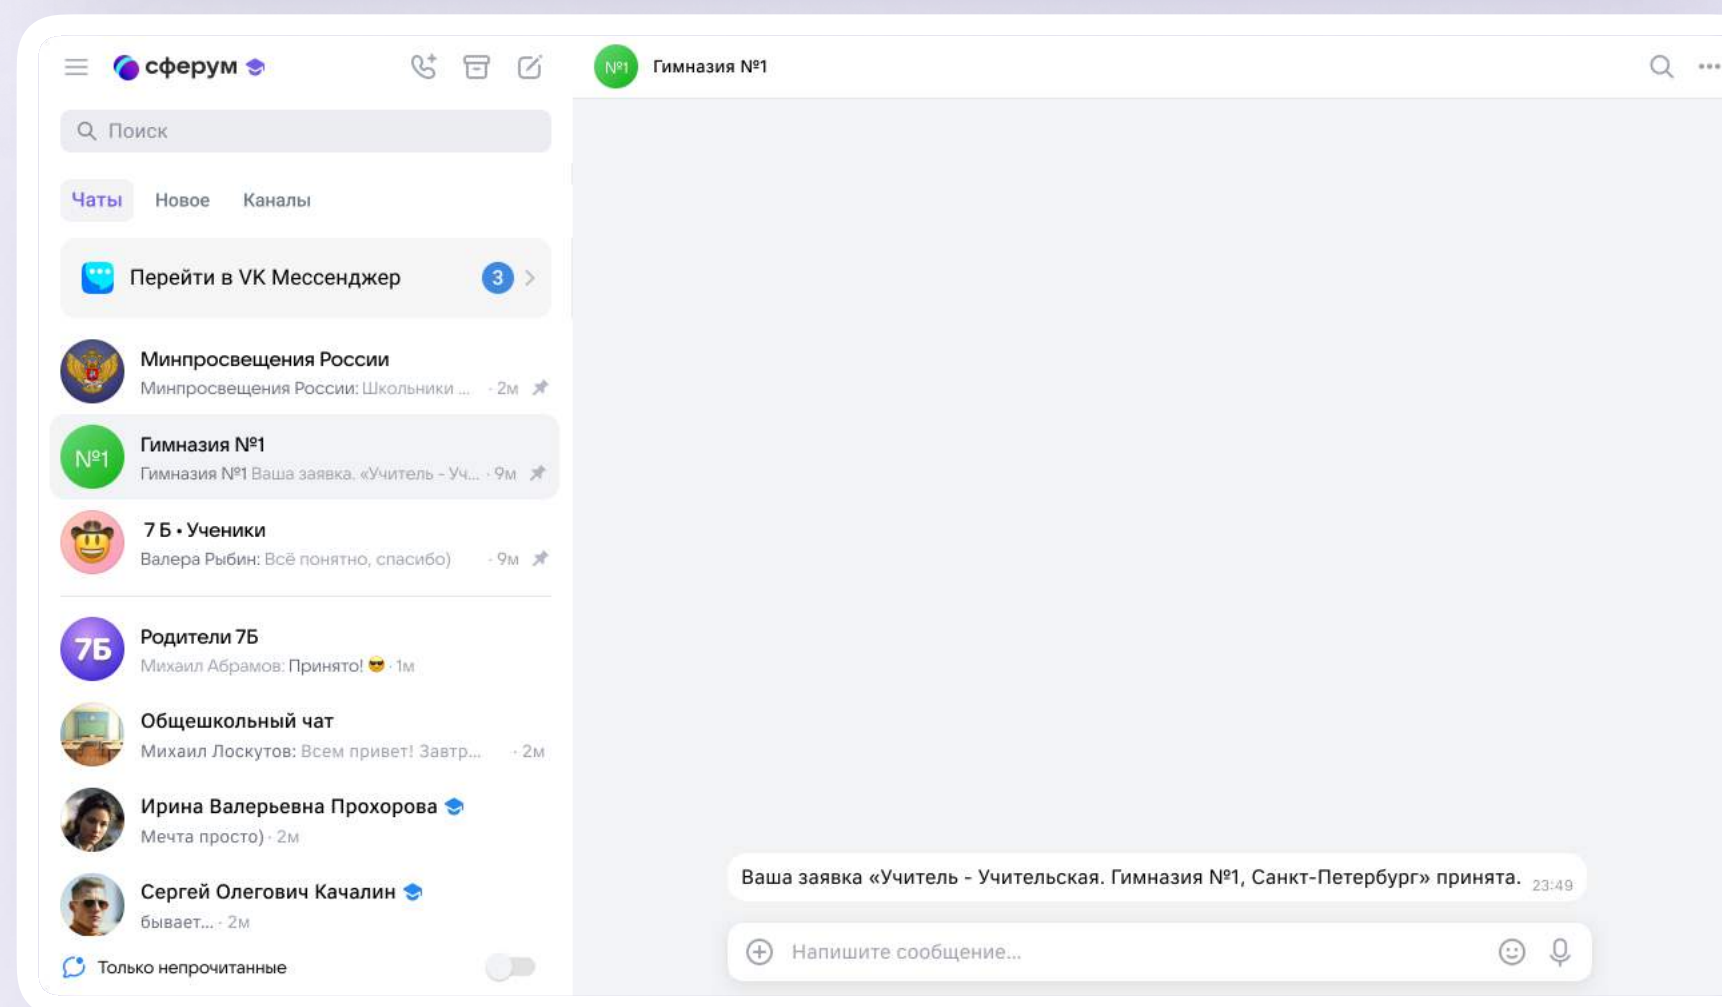 сферум
№1 Гимназия №1
Поиск
Чаты Новое Каналы
Перейти в VK Мессенджер 3
Минпросвещения России
Минпросвещения России: Школьники ... · 2м
№1
Гимназия №1
Гимназия №1 Ваша заявка. «Учитель - Уч... · 9м
7 Б • Ученики
Валера Рыбин: Всё понятно, спасибо) · 9м
7Б
Родители 7Б
Михаил Абрамов: Принято! 😎 · 1м
Общешкольный чат
Михаил Лоскутов: Всем привет! Завтр... · 2м
Ирина Валерьевна Прохорова
Мечта просто) · 2м
Сергей Олегович Качалин
бывает... · 2м
Только непрочитанные
Ваша заявка «Учитель - Учительская. Гимназия №1, Санкт-Петербург» принята. 23:49
Напишите сообщение...